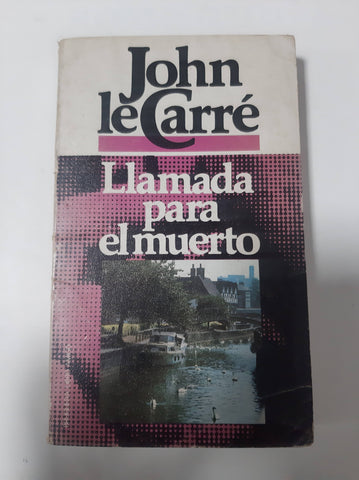 John
le Carré
Llamada
para
el muerto